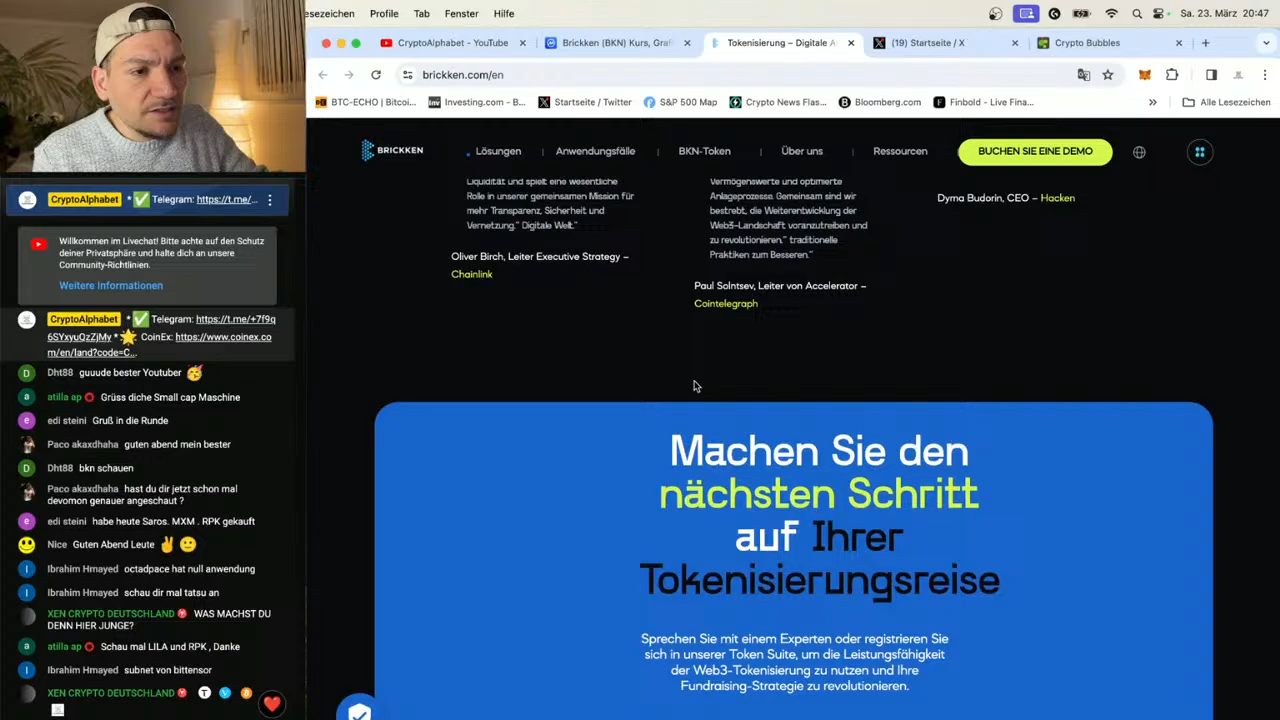 esezeichen Profile Tab Fenster Hilfe
Sa. 23. März 20:47
CryptoAlphabet - YouTube
Brickken (BKN) Kurs, Graf
Tokenisierung – Digitale A
(19) Startseite / X
Crypto Bubbles
brickken.com/en
BTC-ECHO | Bitcoi...
Investing.com - B...
Startseite / Twitter
S&P 500 Map
Crypto News Flas...
Bloomberg.com
Finbold - Live Fina...
Alle Lesezeichen
BRICKKEN
Lösungen
Anwendungsfälle
BKN-Token
Über uns
Ressourcen
BUCHEN SIE EINE DEMO
Liquidität und spielt eine wesentliche
Rolle in unserer gemeinsamen Mission für
mehr Transparenz, Sicherheit und
Vernetzung." Digitale Welt."
Oliver Birch, Leiter Executive Strategy –
Chainlink
Vermögenswerte und optimierte
Anlageprozesse. Gemeinsam sind wir
bestrebt, die Weiterentwicklung der
Web3-Landschaft voranzutreiben und
zu revolutionieren." traditionelle
Praktiken zum Besseren."
Paul Solntsev, Leiter von Accelerator –
Cointelegraph
Dyma Budorin, CEO – Hacken
Machen Sie den
nächsten Schritt
auf Ihrer
Tokenisierungsreise
Sprechen Sie mit einem Experten oder registrieren Sie
sich in unserer Token Suite, um die Leistungsfähigkeit
der Web3-Tokenisierung zu nutzen und Ihre
Fundraising-Strategie zu revolutionieren.
CryptoAlphabet *✅ Telegram: https://t.me/...
Willkommen im Livechat! Bitte achte auf den Schutz
deiner Privatsphäre und halte dich an unsere
Community-Richtlinien.
Weitere Informationen
CryptoAlphabet *✅ Telegram: https://t.me/+7f9q
6SYxyuQzZjMy *🌟 CoinEx: https://www.coinex.co
m/en/land?code=C...
D Dht88 guuude bester Youtuber 🥳
a atilla ap ⭕ Grüss diche Small cap Maschine
e edi steini Gruß in die Runde
Paco akaxdhaha guten abend mein bester
D Dht88 bkn schauen
Paco akaxdhaha hast du dir jetzt schon mal
devomon genauer angeschaut ?
e edi steini habe heute Saros. MXM . RPK gekauft
Nice Guten Abend Leute ✌️ 🙂
I Ibrahim Hmayed octadpace hat null anwendung
I Ibrahim Hmayed schau dir mal tatsu an
XEN CRYPTO DEUTSCHLAND WAS MACHST DU
DENN HIER JUNGE?
a atilla ap ⭕ Schau mal LILA und RPK , Danke
I Ibrahim Hmayed subnet von bittensor
XEN CRYPTO DEUTSCHLAND